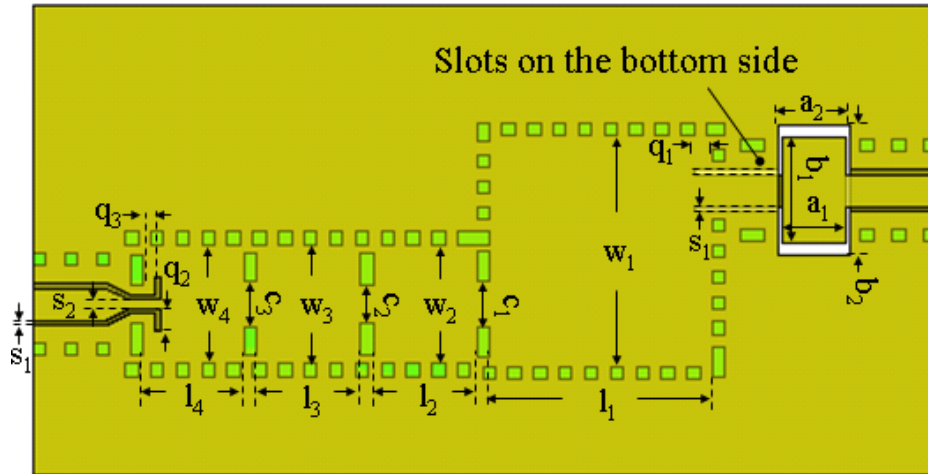 Slots on the bottom side
a₂
q₁
b₁
a₁
s₁
b₂
w₁
q₃
q₂
s₂
s₁
w₄
c₃
w₃
c₂
w₂
c₁
l₄
l₃
l₂
l₁